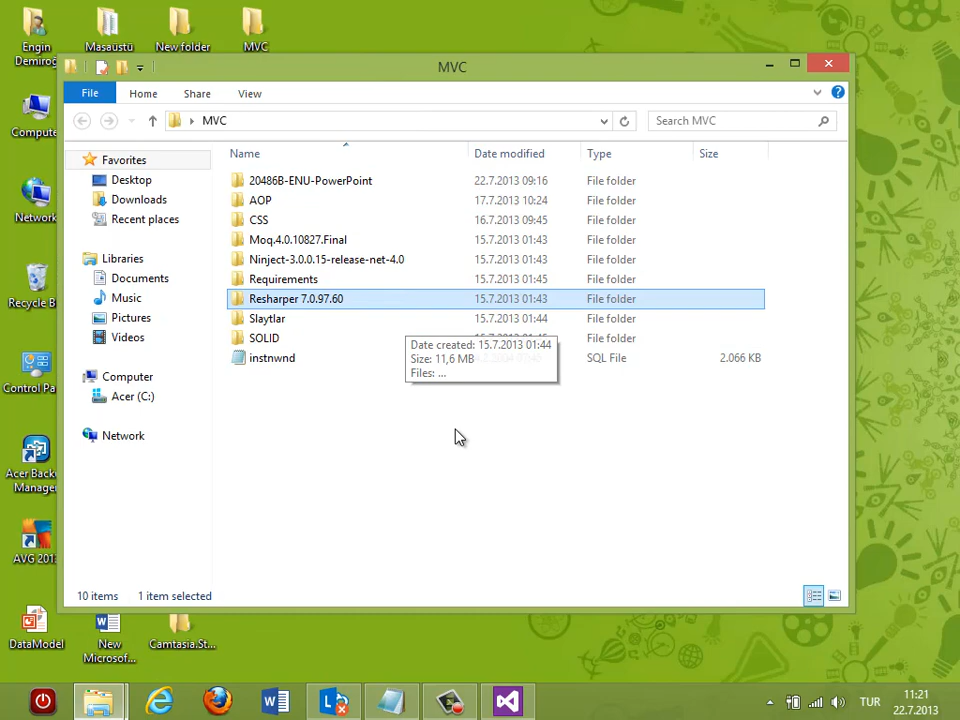 Engin
Demiroğ
Masaüstü
New folder
MVC
Compute
Network
Recycle B
Control Pa
Acer Back
Manage
AVG 201
DataModel
New
Microsof...
Camtasia.St...
MVC
File
Home
Share
View
MVC
Search MVC
Name
Date modified
Type
Size
Favorites
Desktop
Downloads
Recent places
Libraries
Documents
Music
Pictures
Videos
Computer
Acer (C:)
Network
20486B-ENU-PowerPoint 22.7.2013 09:16 File folder
AOP 17.7.2013 10:24 File folder
CSS 16.7.2013 09:45 File folder
Moq.4.0.10827.Final 15.7.2013 01:43 File folder
Ninject-3.0.0.15-release-net-4.0 15.7.2013 01:43 File folder
Requirements 15.7.2013 01:45 File folder
Resharper 7.0.97.60 15.7.2013 01:43 File folder
Slaytlar 15.7.2013 01:44 File folder
SOLID File folder
instnwnd SQL File 2.066 KB
Date created: 15.7.2013 01:44
Size: 11,6 MB
Files: ...
10 items 1 item selected
TUR
11:21
22.7.2013